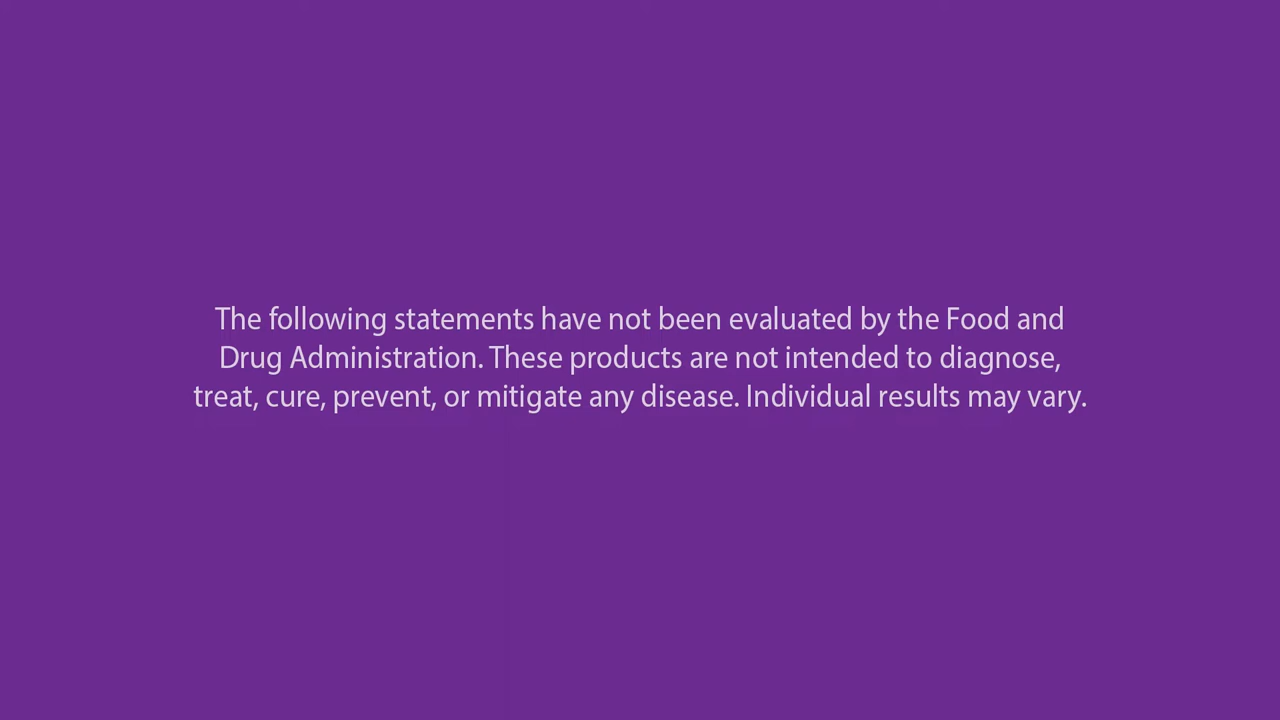 The following statements have not been evaluated by the Food and
Drug Administration. These products are not intended to diagnose,
treat, cure, prevent, or mitigate any disease. Individual results may vary.